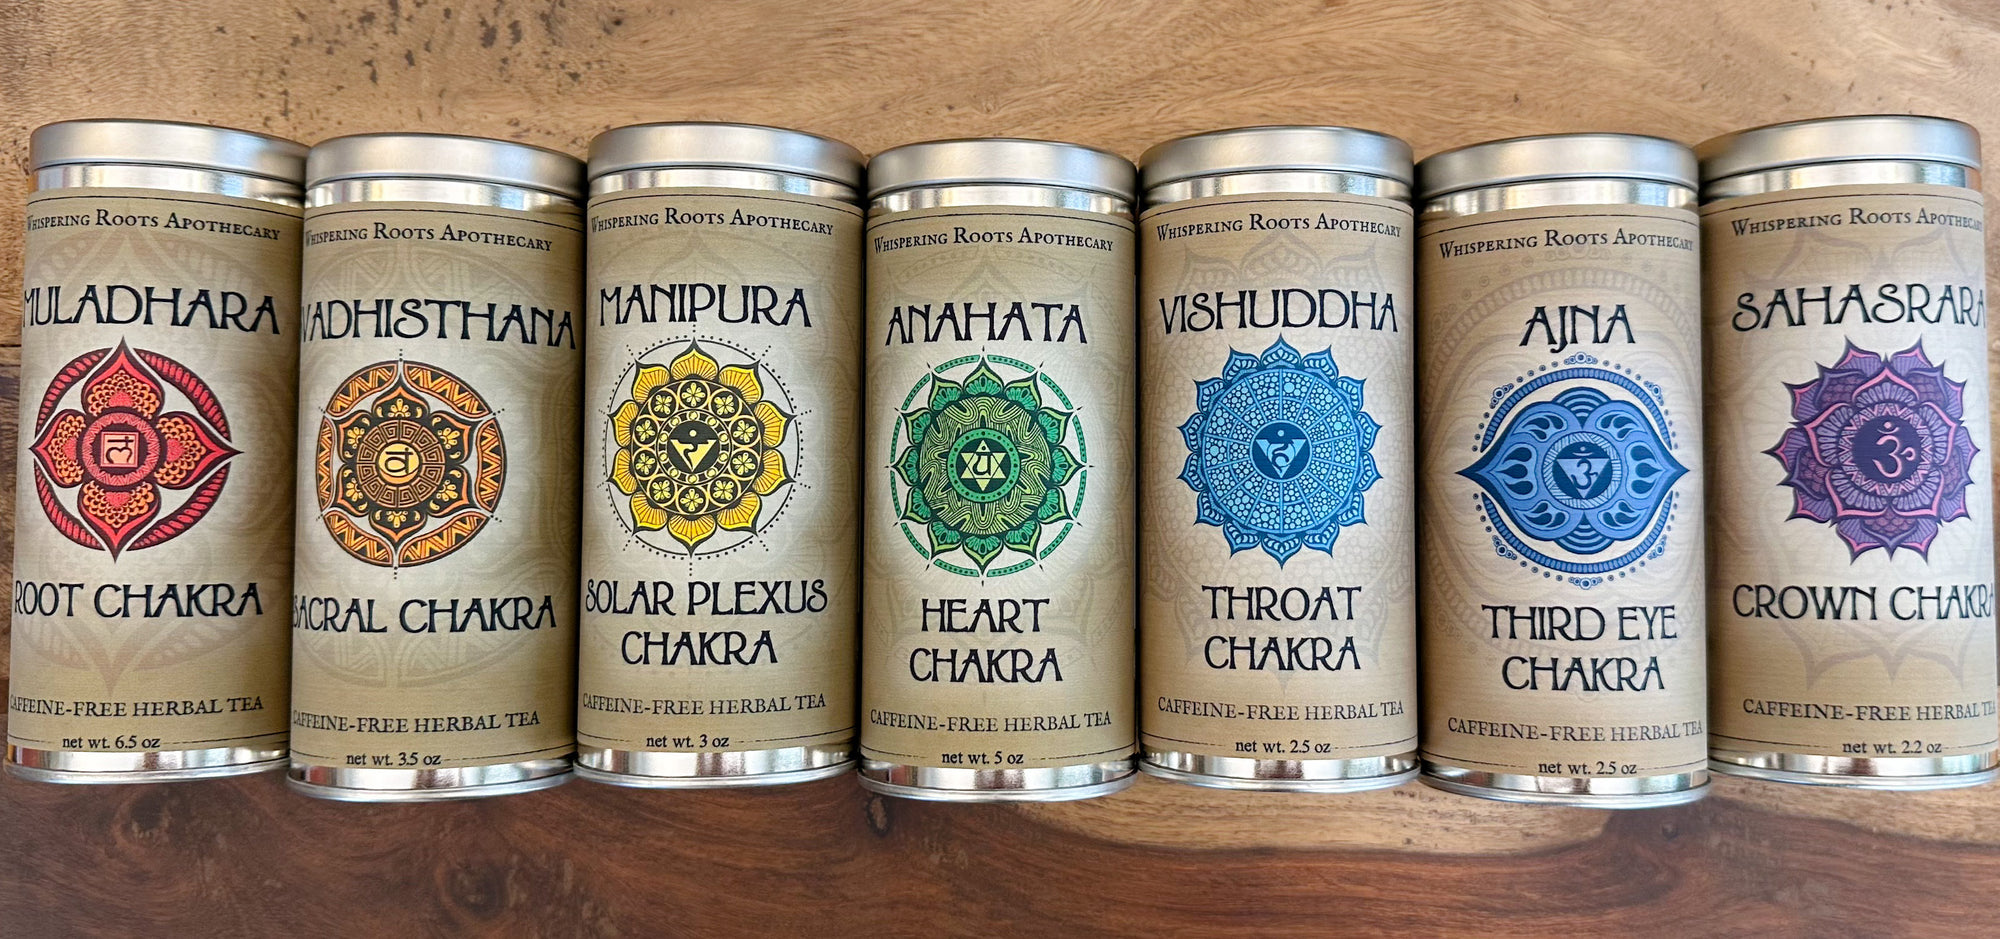 Whispering Roots Apothecary
MULADHARA
लं
ROOT CHAKRA
CAFFEINE-FREE HERBAL TEA
net wt. 6.5 oz
Whispering Roots Apothecary
VADHISTHANA
वं
SACRAL CHAKRA
CAFFEINE-FREE HERBAL TEA
net wt. 3.5 oz
Whispering Roots Apothecary
MANIPURA
रं
SOLAR PLEXUS
CHAKRA
CAFFEINE-FREE HERBAL TEA
net wt. 3 oz
Whispering Roots Apothecary
ANAHATA
यं
HEART
CHAKRA
CAFFEINE-FREE HERBAL TEA
net wt. 5 oz
Whispering Roots Apothecary
VISHUDDHA
हं
THROAT
CHAKRA
CAFFEINE-FREE HERBAL TEA
net wt. 2.5 oz
Whispering Roots Apothecary
AJNA
ॐ
THIRD EYE
CHAKRA
CAFFEINE-FREE HERBAL TEA
net wt. 2.5 oz
Whispering Roots Apothecary
SAHASRARA
ॐ
CROWN CHAKRA
CAFFEINE-FREE HERBAL TEA
net wt. 2.2 oz